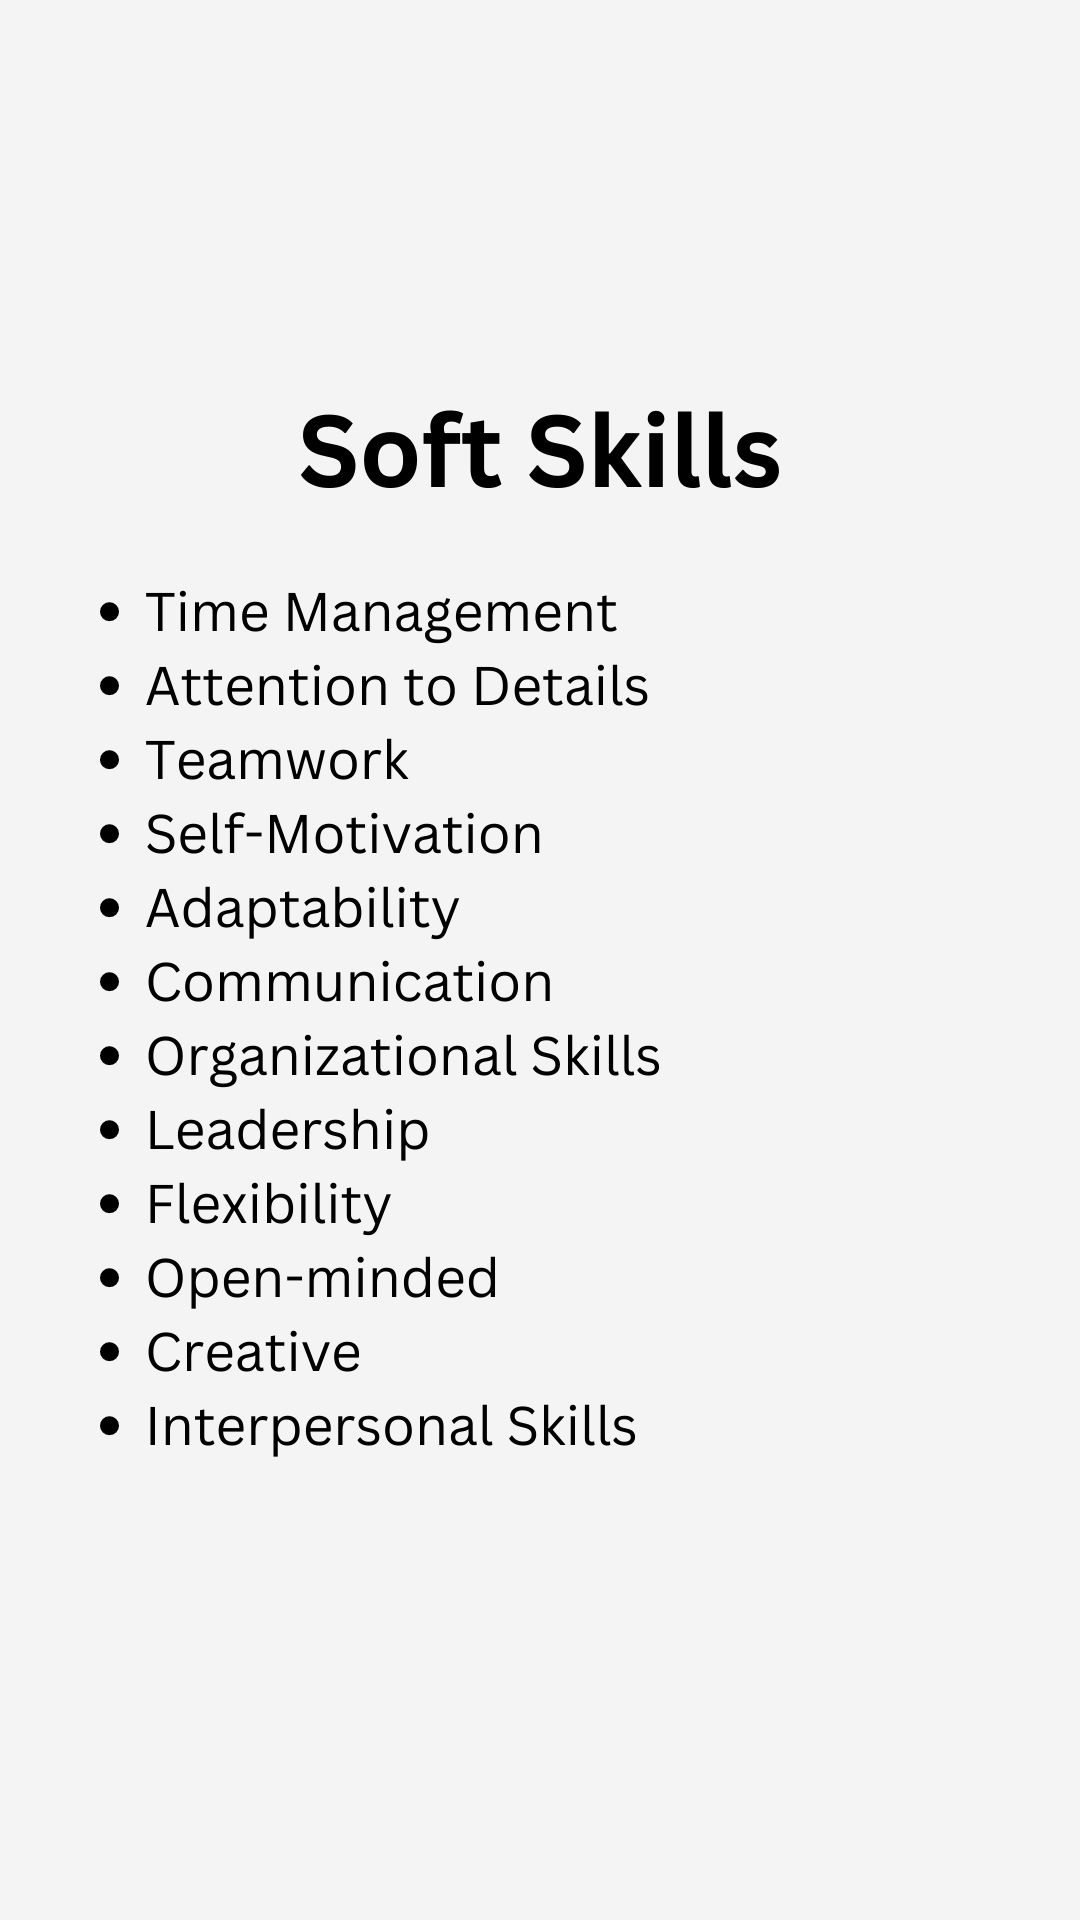 Soft Skills
• Time Management
• Attention to Details
• Teamwork
• Self-Motivation
• Adaptability
• Communication
• Organizational Skills
• Leadership
• Flexibility
• Open-minded
• Creative
• Interpersonal Skills